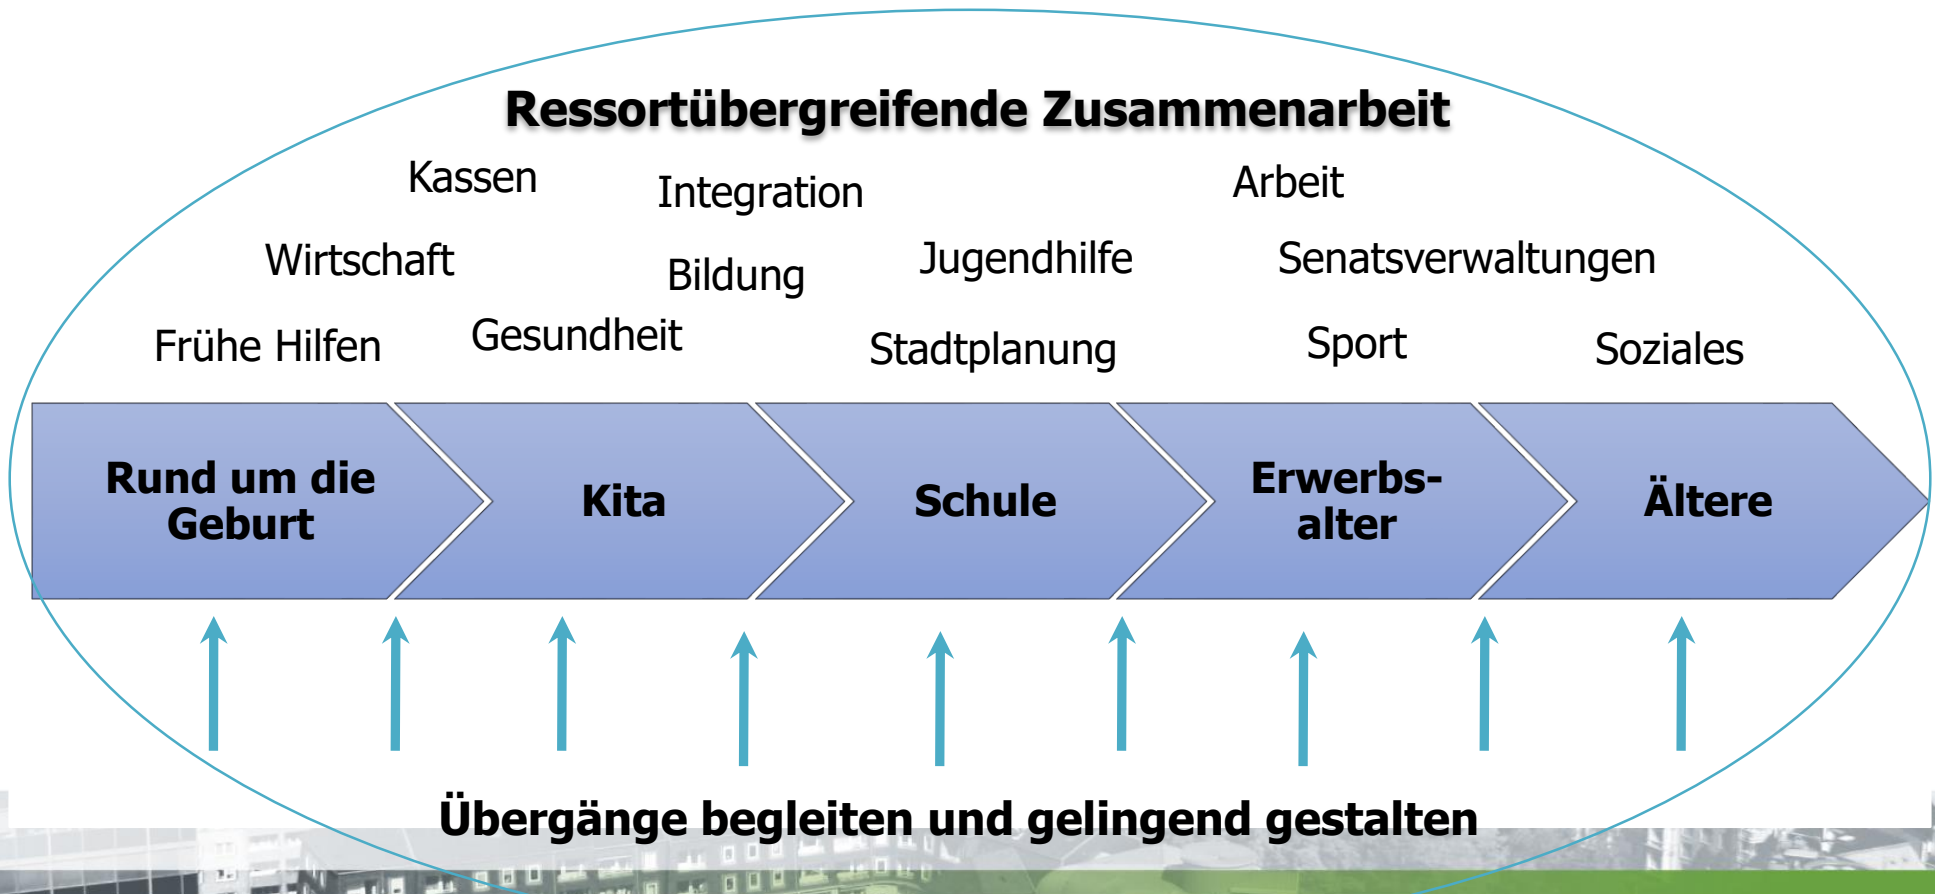 Ressortübergreifende Zusammenarbeit
Kassen
Integration
Arbeit
Wirtschaft
Bildung
Jugendhilfe
Senatsverwaltungen
Frühe Hilfen
Gesundheit
Stadtplanung
Sport
Soziales
Rund um die
Geburt
Kita
Schule
Erwerbs-
alter
Ältere
Übergänge begleiten und gelingend gestalten